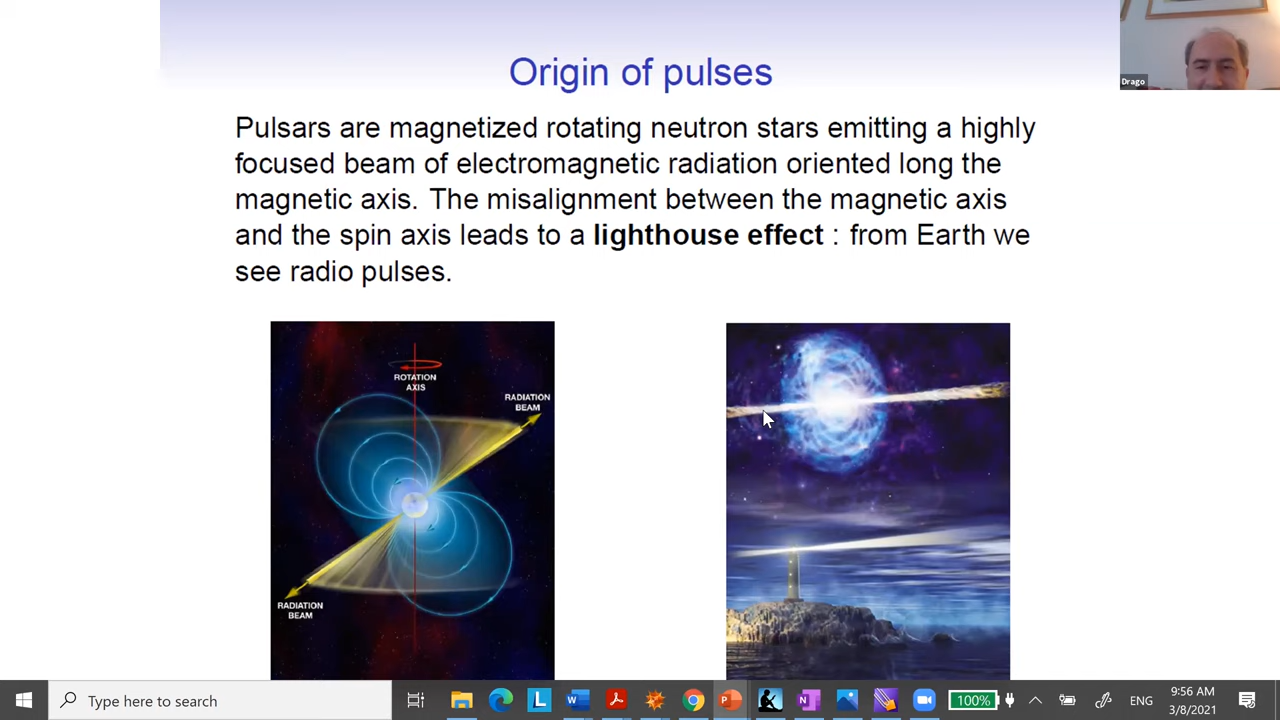 Origin of pulses
Drago
Pulsars are magnetized rotating neutron stars emitting a highly
focused beam of electromagnetic radiation oriented long the
magnetic axis. The misalignment between the magnetic axis
and the spin axis leads to a lighthouse effect : from Earth we
see radio pulses.
ROTATION
AXIS
RADIATION
BEAM
RADIATION
BEAM
Type here to search
100%
ENG
9:56 AM
3/8/2021